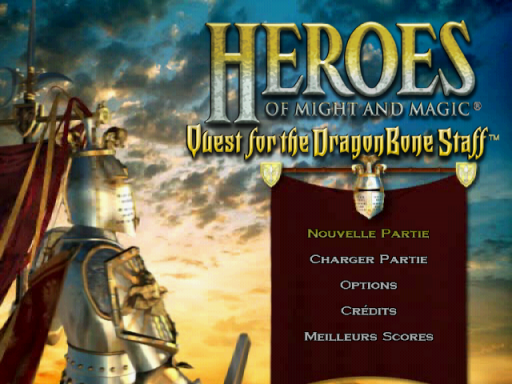 HEROES
OF MIGHT AND MAGIC®
Quest for the DragonBone Staff™
Nouvelle Partie
Charger Partie
Options
Crédits
Meilleurs Scores